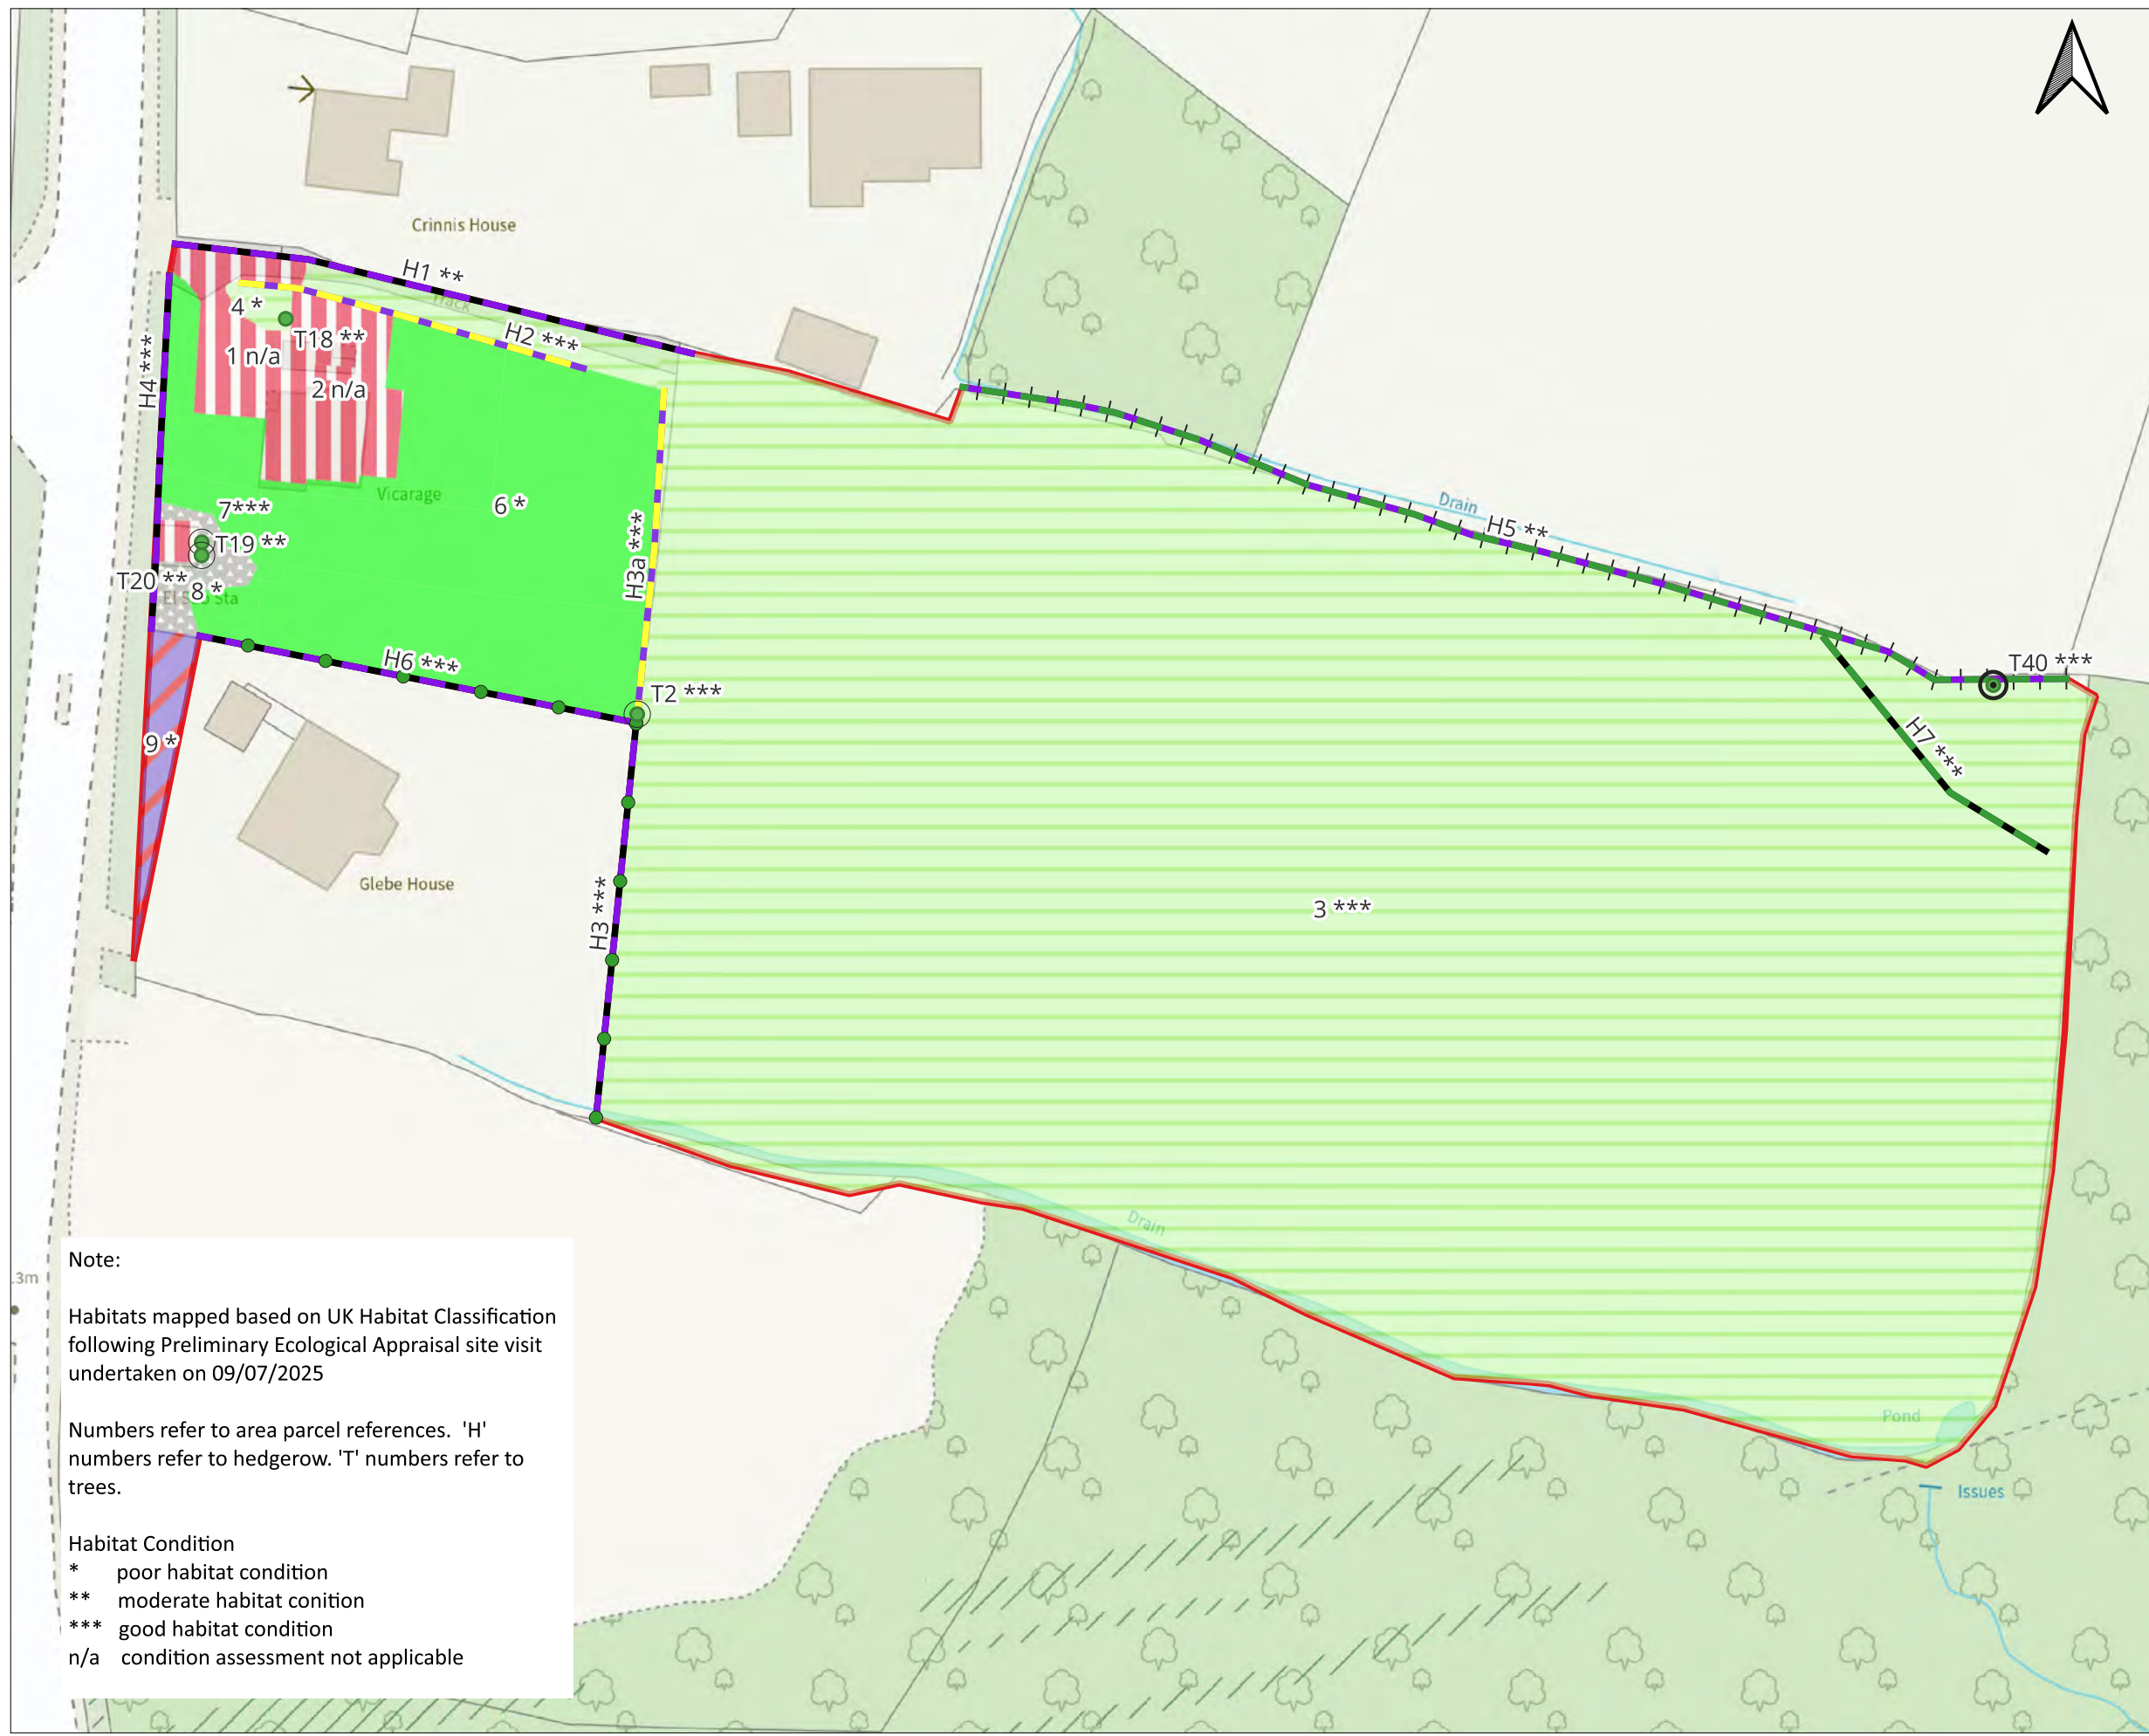 Crinnis House
H1 **
Track
4 *
H2 ***
T18 **
1 n/a
2 n/a
H4 ***
Vicarage
6 *
7***
T19 **
T20 **
8 *
H3a ***
Drain
H5 **
H6 ***
T2 ***
T40 ***
H7 ***
9 *
Glebe House
H3 ***
3 ***
Drain
Pond
Issues
.3m
Note:
Habitats mapped based on UK Habitat Classification
following Preliminary Ecological Appraisal site visit
undertaken on 09/07/2025
Numbers refer to area parcel references. 'H'
numbers refer to hedgerow. 'T' numbers refer to
trees.
Habitat Condition
* poor habitat condition
** moderate habitat conition
*** good habitat condition
n/a condition assessment not applicable